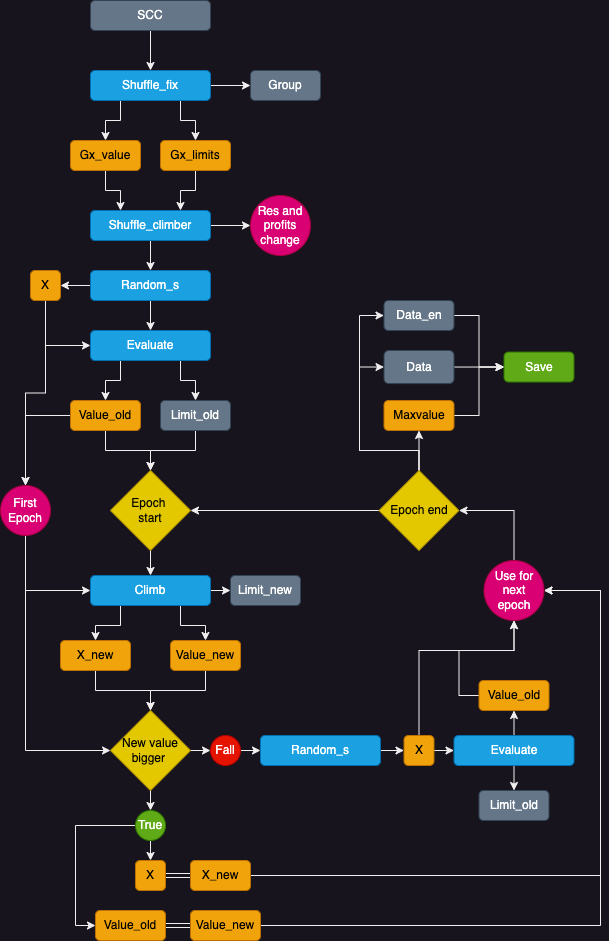 SCC
Shuffle_fix
Group
Gx_value
Gx_limits
Shuffle_climber
Res and
profits
change
X
Random_s
Evaluate
Data_en
Data
Save
Value_old
Limit_old
Maxvalue
First
Epoch
Epoch
start
Epoch end
Climb
Limit_new
Use for
next
epoch
X_new
Value_new
Value_old
New value
bigger
Fall
Random_s
X
Evaluate
Limit_old
True
X
X_new
Value_old
Value_new